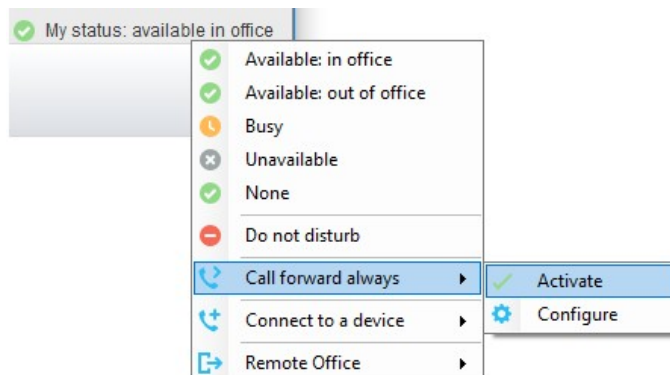 My status: available in office
Available: in office
Available: out of office
Busy
Unavailable
None
Do not disturb
Call forward always
Activate
Connect to a device
Configure
Remote Office